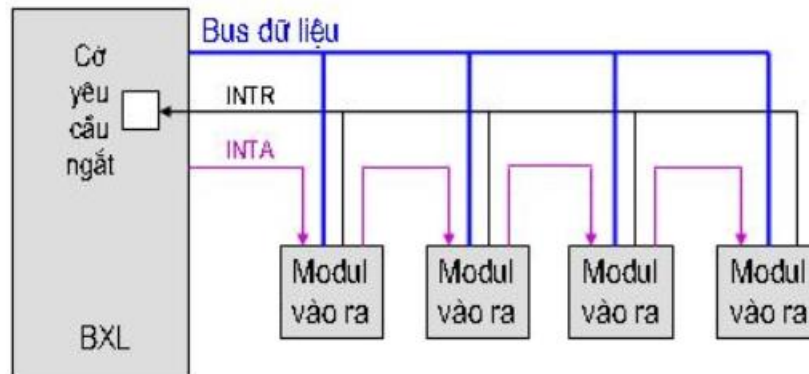 Bus dữ liệu
Cờ
yêu
cầu
ngắt
INTR
INTA
BXL
Modul
vào ra
Modul
vào ra
Modul
vào ra
Modul
vào ra